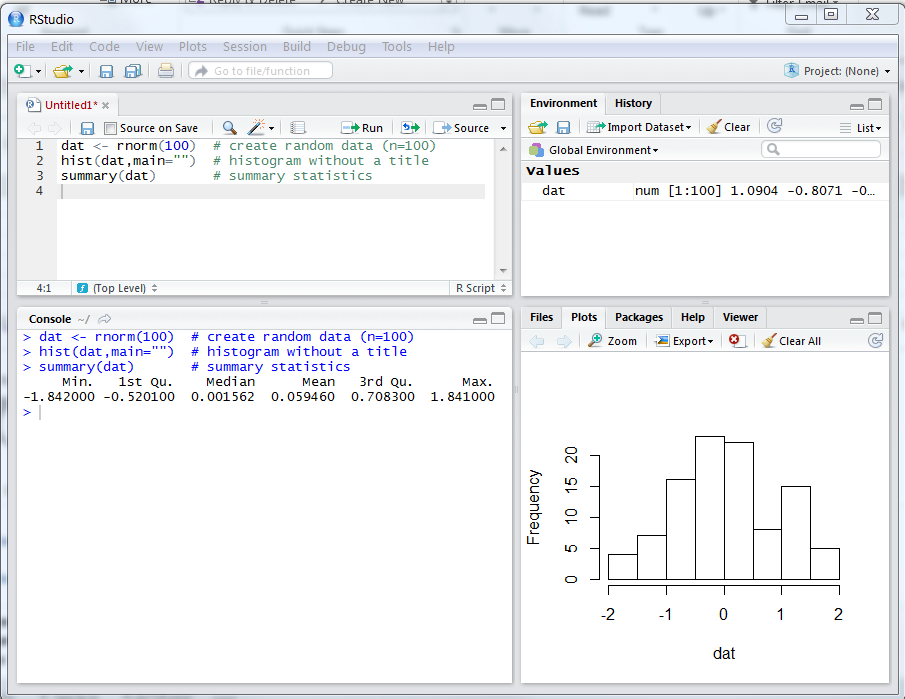 RStudio
File Edit Code View Plots Session Build Debug Tools Help
Go to file/function
Project: (None)
Untitled1*
Source on Save Run Source
1 dat <- rnorm(100) # create random data (n=100)
2 hist(dat,main="") # histogram without a title
3 summary(dat) # summary statistics
4
4:1 (Top Level) R Script
Console ~/
> dat <- rnorm(100) # create random data (n=100)
> hist(dat,main="") # histogram without a title
> summary(dat) # summary statistics
Min. 1st Qu. Median Mean 3rd Qu. Max.
-1.842000 -0.520100 0.001562 0.059460 0.708300 1.841000
>
Environment History
Import Dataset Clear List
Global Environment
Values
dat num [1:100] 1.0904 -0.8071 -0…
Files Plots Packages Help Viewer
Zoom Export Clear All
Frequency
20
15
10
5
0
-2 -1 0 1 2
dat